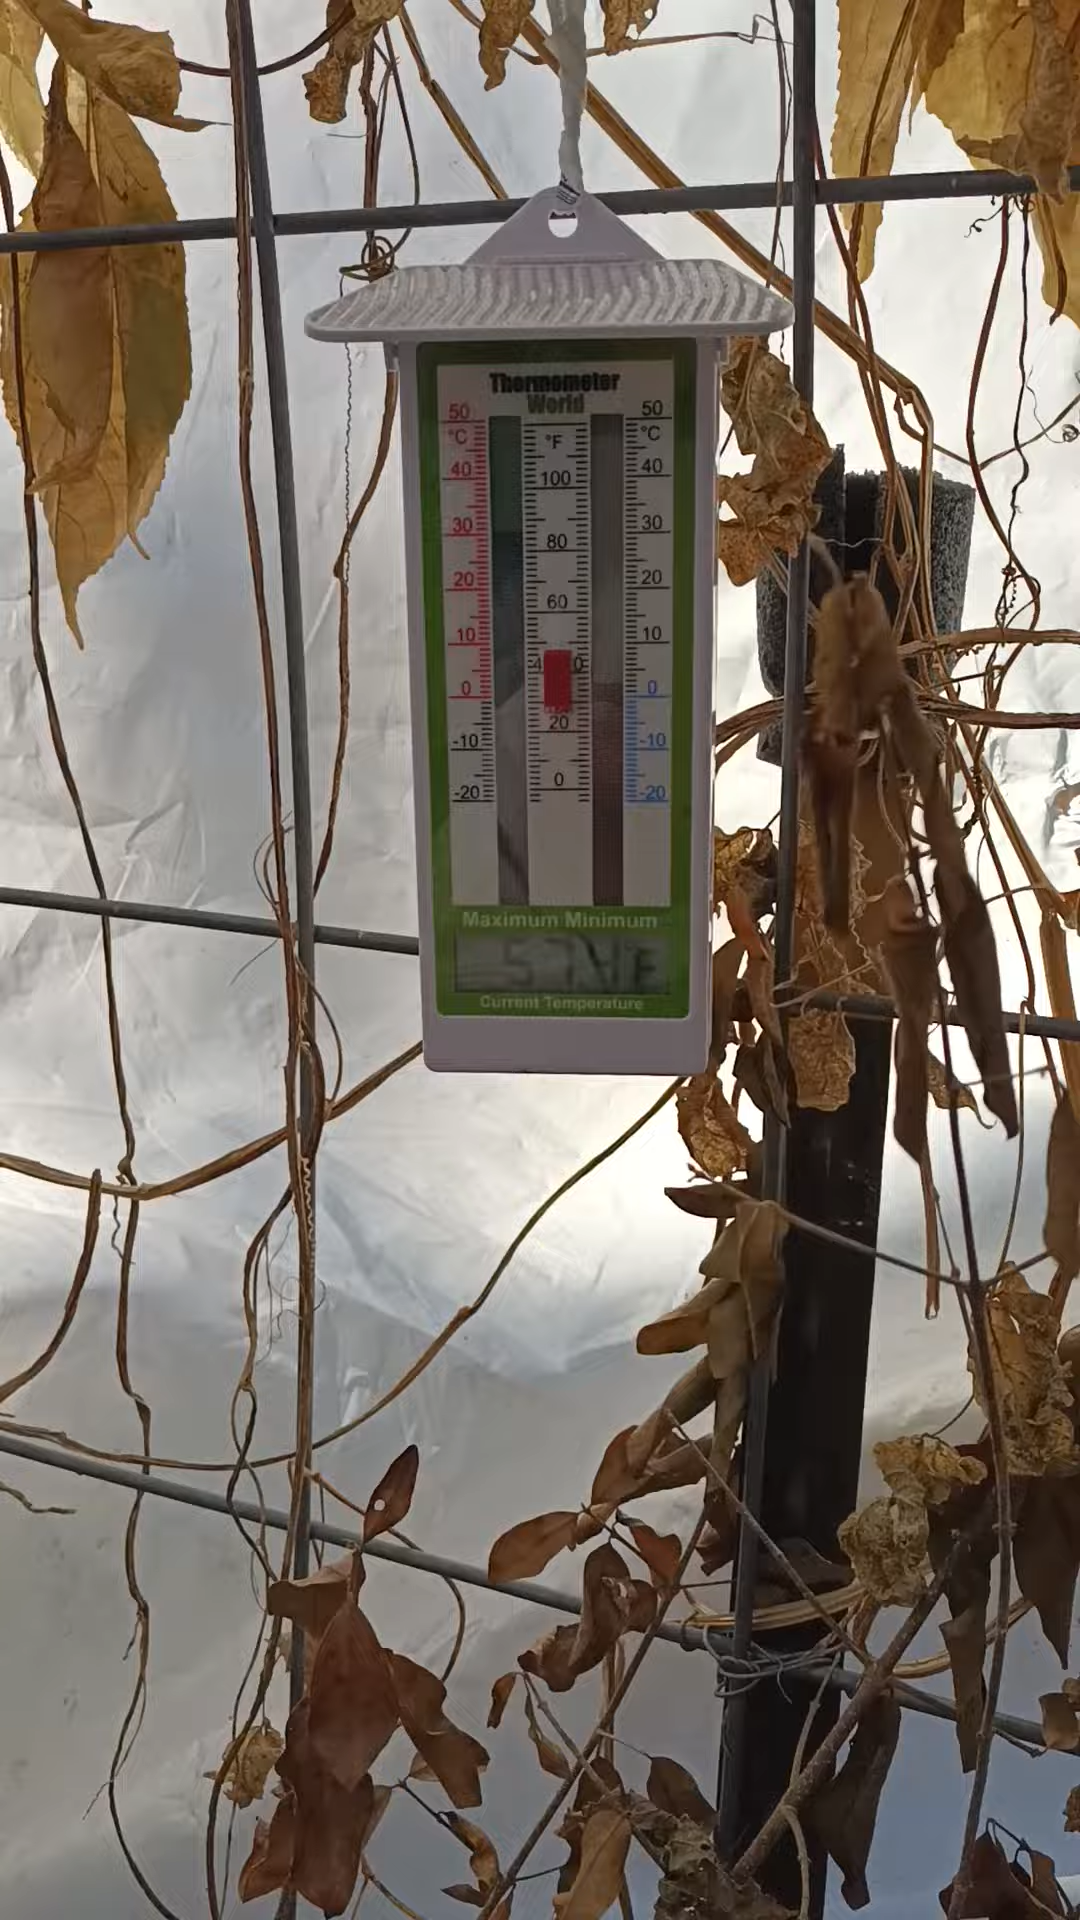 Thermometer
World
50 50
°C °F °C
40 100 40
30 80 30
20 60 20
10 40 10
0 20 0
-10 -10
-20 0 -20
Maximum Minimum
Current Temperature